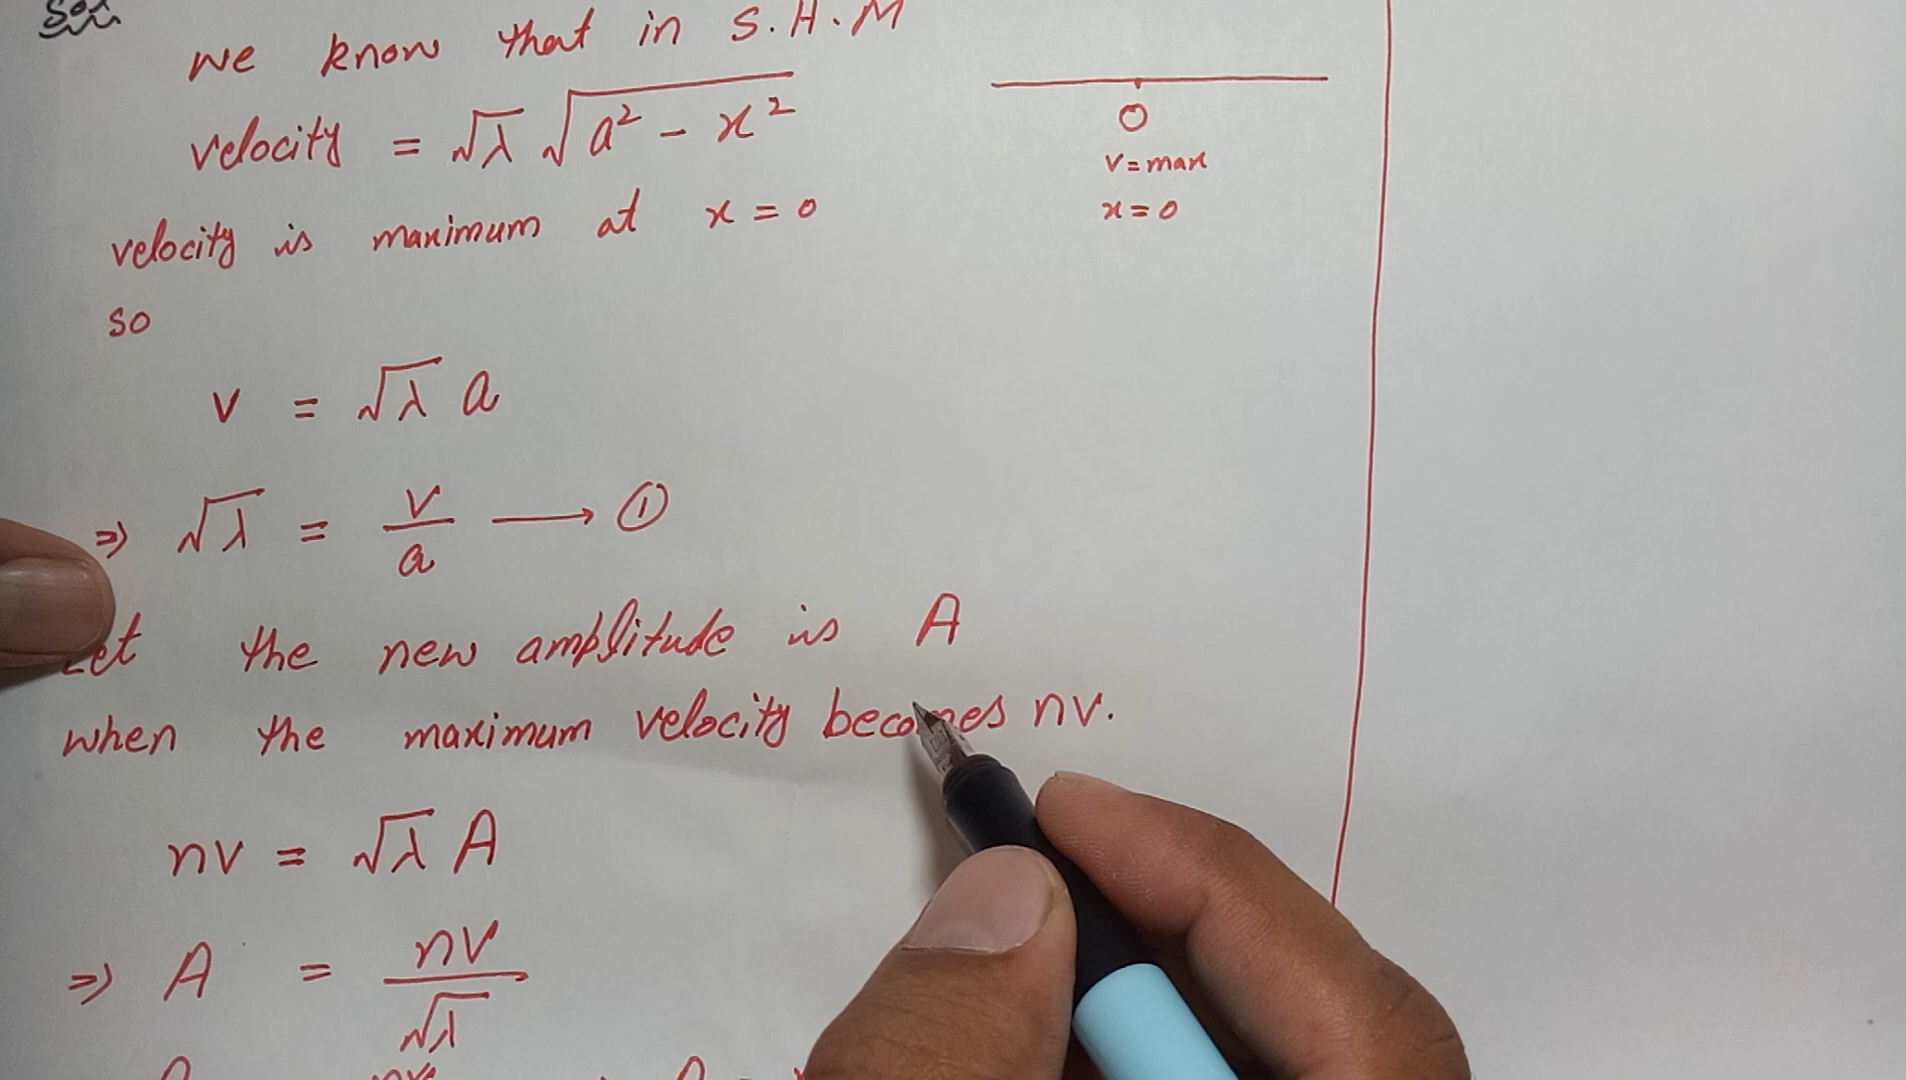 Sol
we know that in S.H.M
velocity = √λ √(a² - x²)
O
v = max
velocity is maximum at x = 0
x = 0
so
v = √λ a
⇒ √λ = v/a ⟶ ①
Let the new amplitude is A
when the maximum velocity becomes nv.
nv = √λ A
⇒ A = nv/√λ